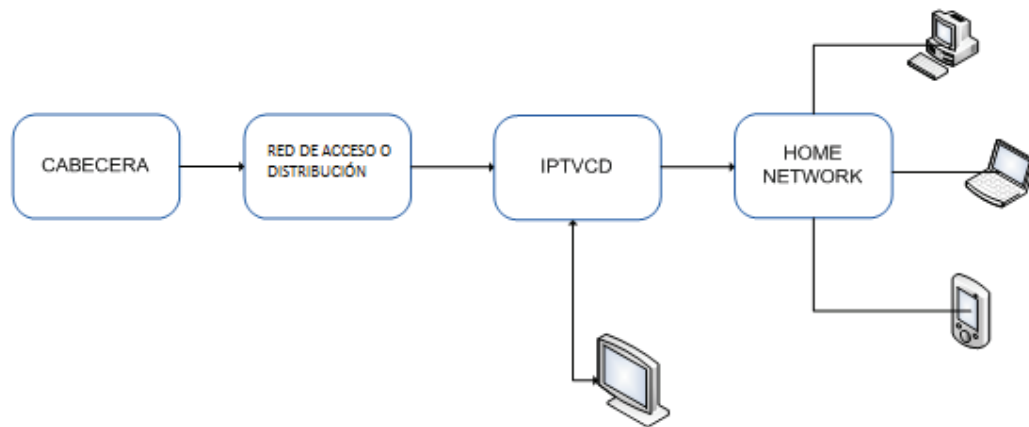 CABECERA
RED DE ACCESO O
DISTRIBUCIÓN
IPTVCD
HOME
NETWORK